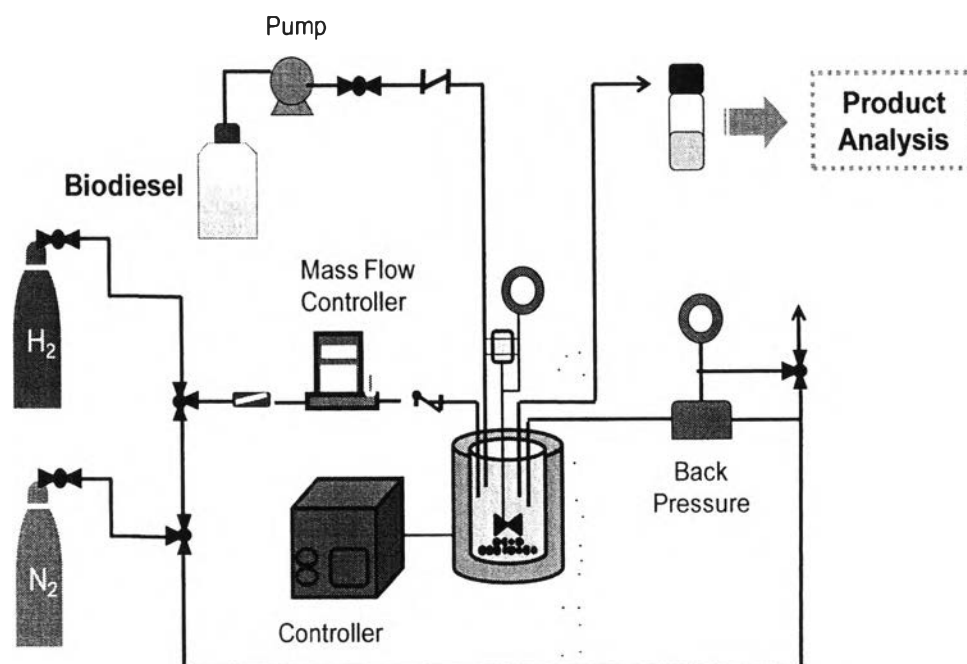 Pump
Product
Analysis
Biodiesel
Mass Flow
Controller
H₂
Back
Pressure
N₂
Controller